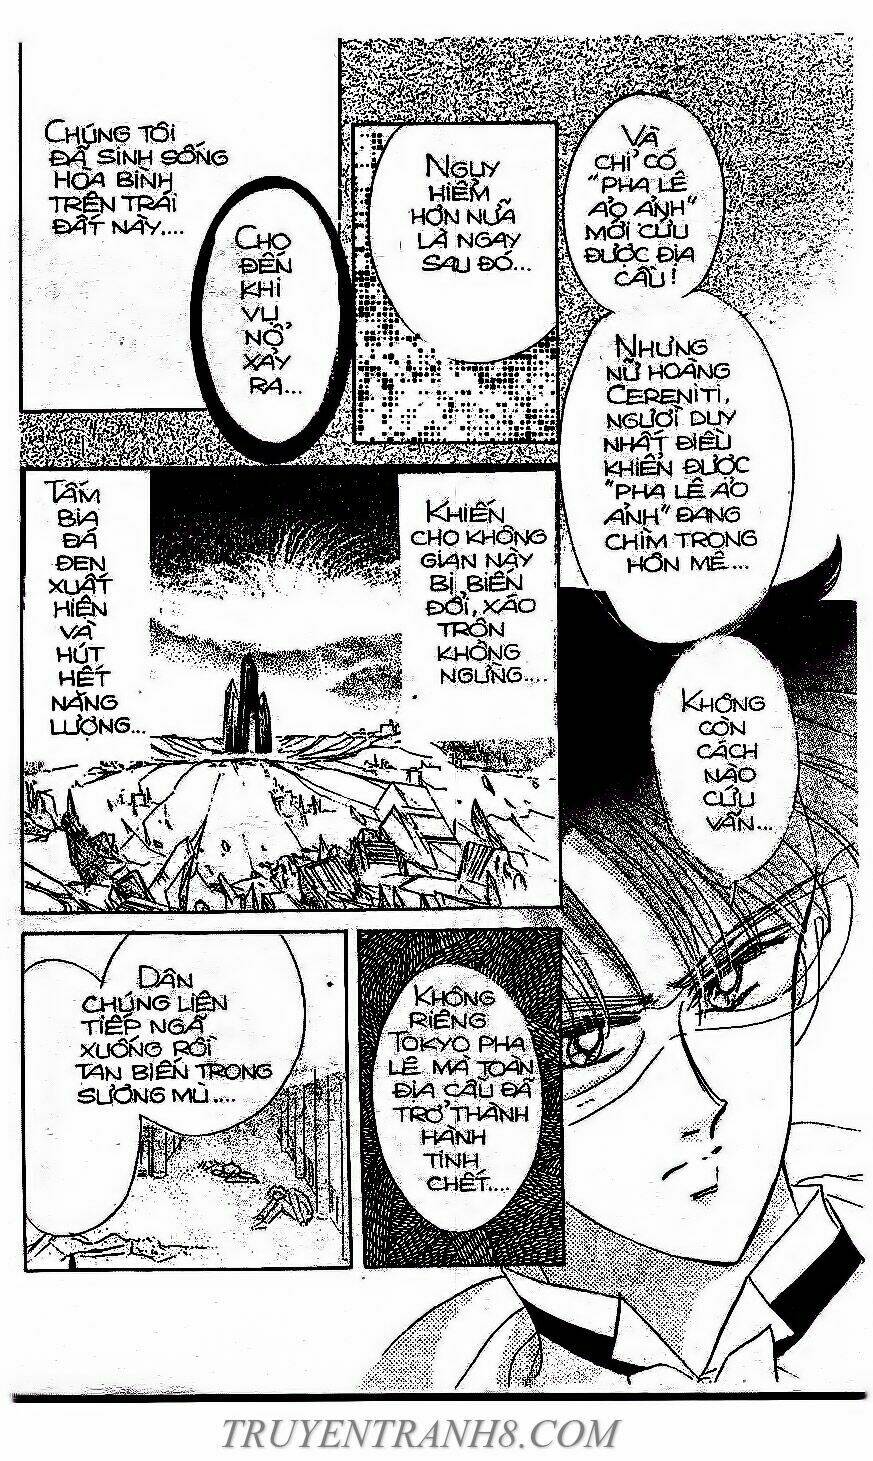 CHÚNG TÔI
ĐÃ SINH SỐNG
HÒA BÌNH
TRÊN TRÁI
ĐẤT NÀY....
CHO
ĐẾN
KHI
VỤ
NỔ
XẢY
RA...
NGUY
HIỂM
HƠN NỮA
LÀ NGAY
SAU ĐÓ...
VÀ
CHỈ CÓ
"PHA LÊ
ẢO ẢNH"
MỚI CỨU
ĐƯỢC ĐỊA
CẦU!
NHƯNG
NỮ HOÀNG
CERENITI,
NGƯỜI DUY
NHẤT ĐIỀU
KHIỂN ĐƯỢC
"PHA LÊ ẢO
ẢNH" ĐANG
CHÌM TRONG
HÔN MÊ...
TẤM
BIA
ĐÁ
ĐEN
XUẤT
HIỆN
VÀ
HÚT
HẾT
NĂNG
LƯỢNG...
KHIẾN
CHO KHÔNG
GIAN NÀY
BỊ BIẾN
ĐỔI, XÁO
TRỘN
KHÔNG
NGỪNG....
KHÔNG
CÒN
CÁCH
NÀO
CỨU
VÃN...
DÂN
CHÚNG LIÊN
TIẾP NGÃ
XUỐNG RỒI
TAN BIẾN TRONG
SƯƠNG MÙ....
KHÔNG
RIÊNG
TOKYO PHA
LÊ MÀ TOÀN
ĐỊA CẦU ĐÃ
TRỞ THÀNH
HÀNH
TINH
CHẾT....
TRUYENTRANH8.COM